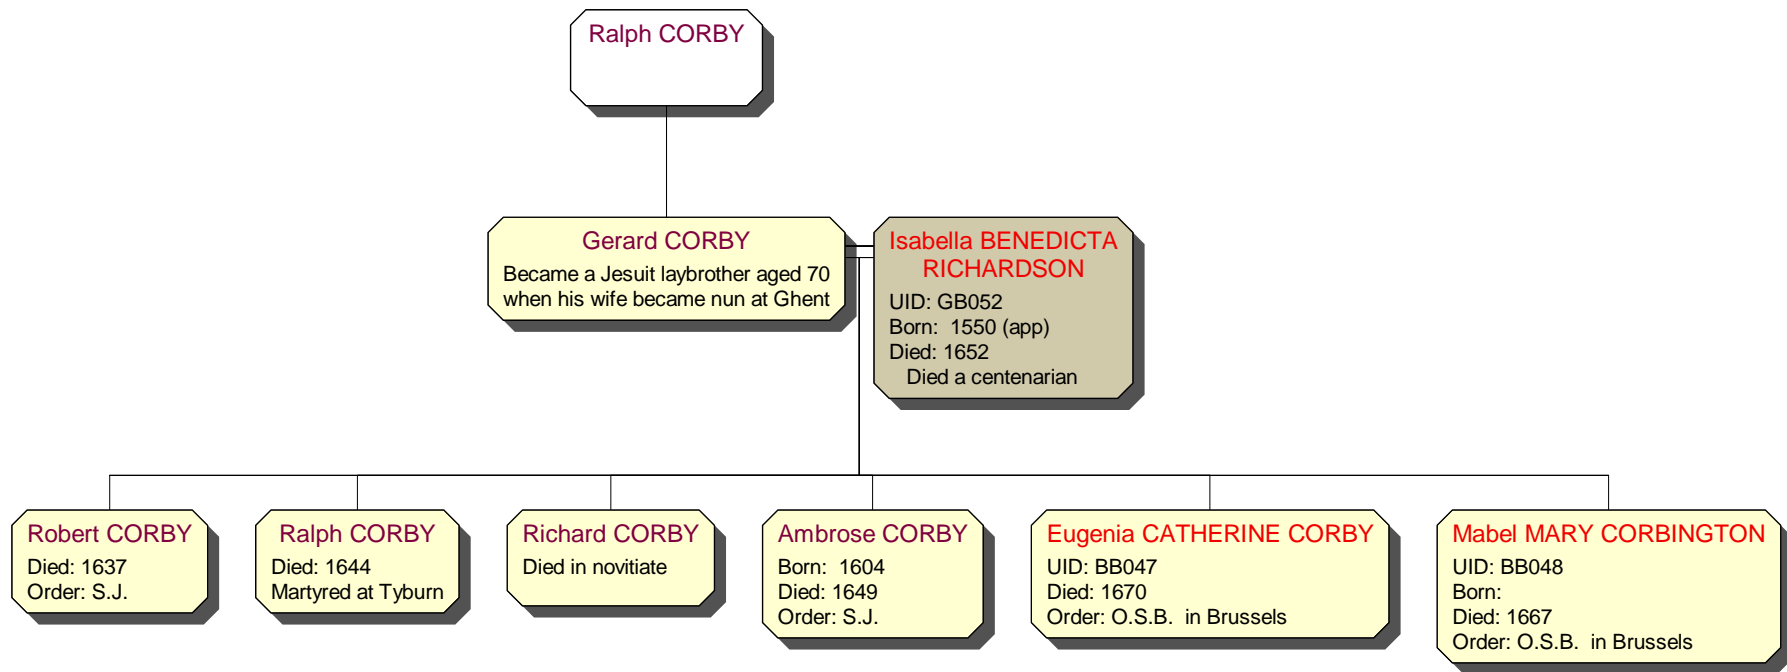 Ralph CORBY
Gerard CORBY
Became a Jesuit laybrother aged 70
when his wife became nun at Ghent
Isabella BENEDICTA
RICHARDSON
UID: GB052
Born: 1550 (app)
Died: 1652
Died a centenarian
Robert CORBY
Died: 1637
Order: S.J.
Ralph CORBY
Died: 1644
Martyred at Tyburn
Richard CORBY
Died in novitiate
Ambrose CORBY
Born: 1604
Died: 1649
Order: S.J.
Eugenia CATHERINE CORBY
UID: BB047
Died: 1670
Order: O.S.B. in Brussels
Mabel MARY CORBINGTON
UID: BB048
Born:
Died: 1667
Order: O.S.B. in Brussels